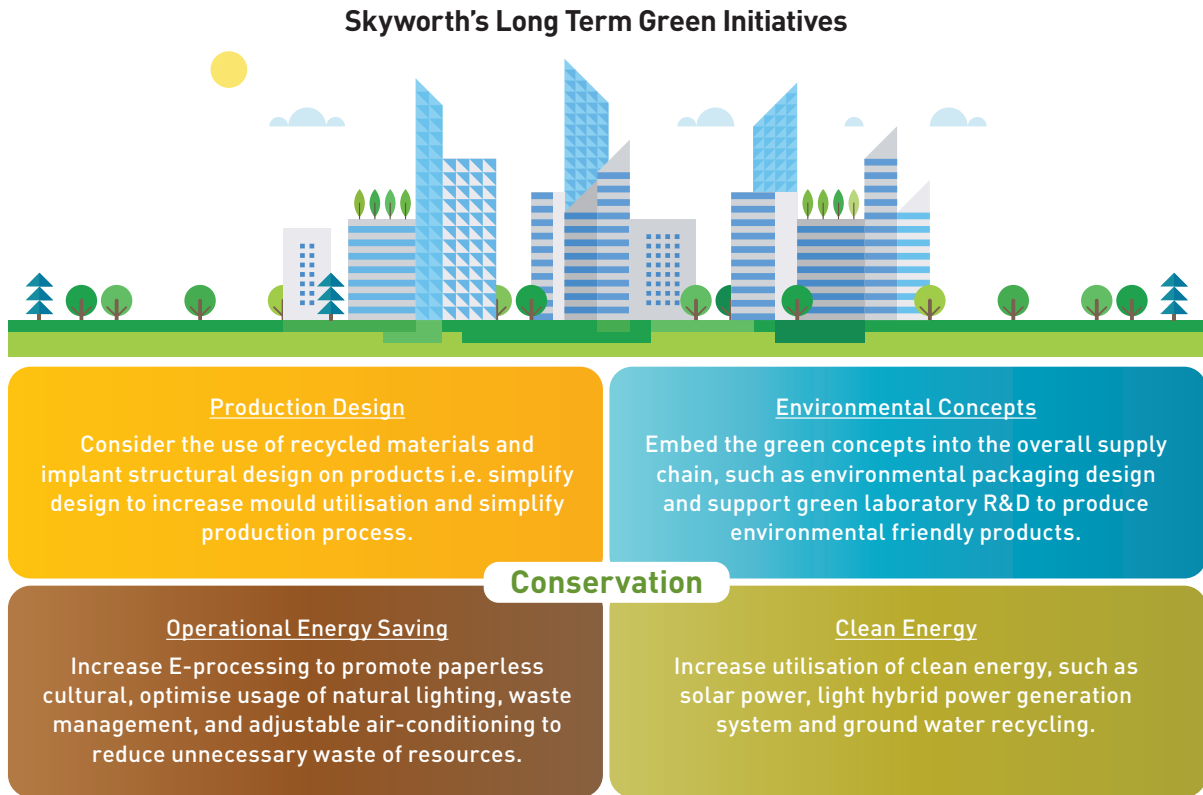 Skyworth's Long Term Green Initiatives
Production Design
Consider the use of recycled materials and
implant structural design on products i.e. simplify
design to increase mould utilisation and simplify
production process.
Environmental Concepts
Embed the green concepts into the overall supply
chain, such as environmental packaging design
and support green laboratory R&D to produce
environmental friendly products.
Conservation
Operational Energy Saving
Increase E-processing to promote paperless
cultural, optimise usage of natural lighting, waste
management, and adjustable air-conditioning to
reduce unnecessary waste of resources.
Clean Energy
Increase utilisation of clean energy, such as
solar power, light hybrid power generation
system and ground water recycling.